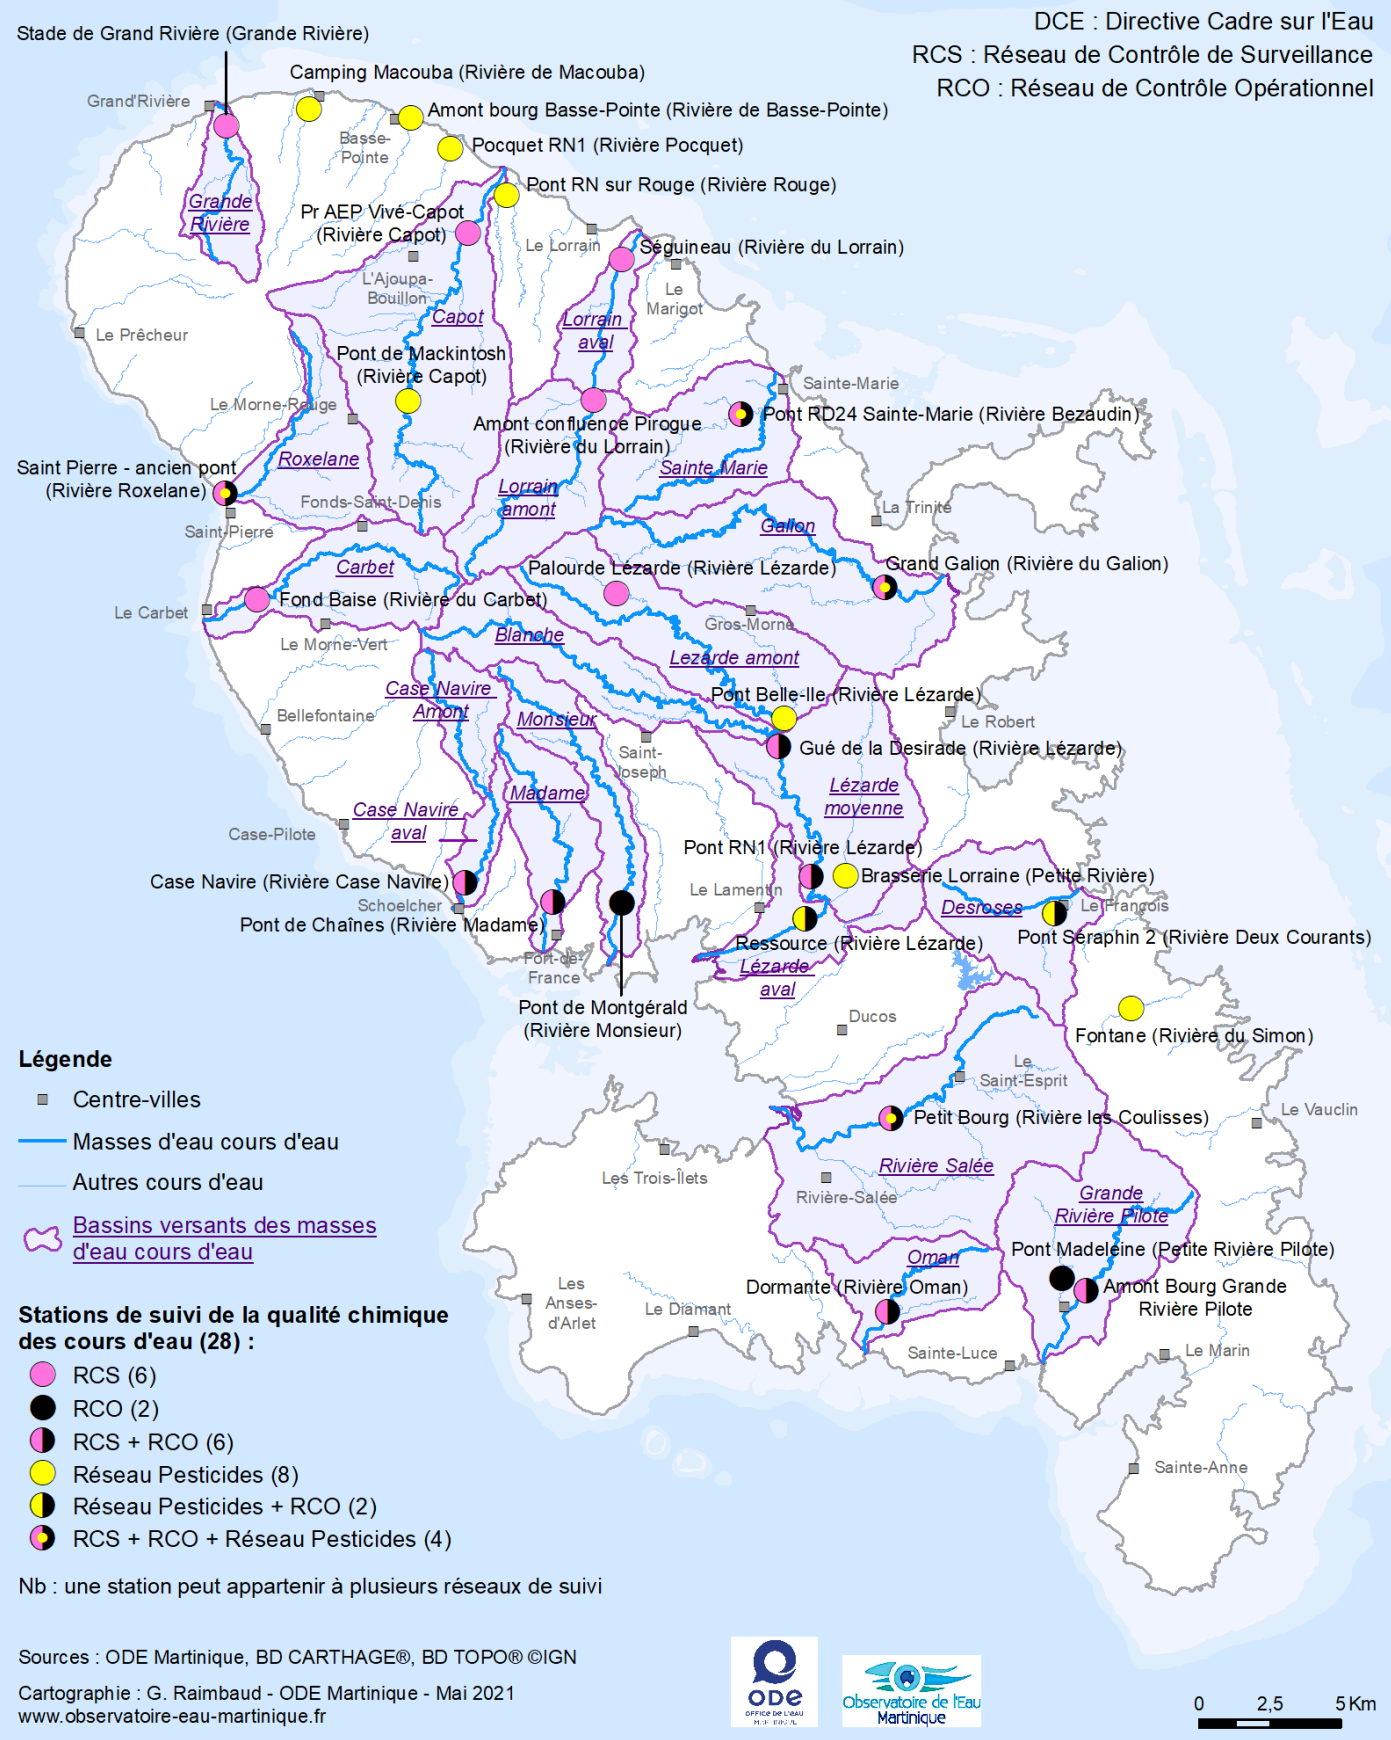 DCE : Directive Cadre sur l'Eau
RCS : Réseau de Contrôle de Surveillance
RCO : Réseau de Contrôle Opérationnel
Stade de Grand Rivière (Grande Rivière)
Camping Macouba (Rivière de Macouba)
Grand'Rivière
Amont bourg Basse-Pointe (Rivière de Basse-Pointe)
Basse-
Pointe
Pocquet RN1 (Rivière Pocquet)
Pont RN sur Rouge (Rivière Rouge)
Grande
Rivière
Pr AEP Vivé-Capot
(Rivière Capot)
Le Lorrain
Séguineau (Rivière du Lorrain)
L'Ajoupa-
Bouillon
Le
Marigot
Capot
Lorrain
aval
Le Prêcheur
Pont de Mackintosh
(Rivière Capot)
Sainte-Marie
Le Morne-Rouge
Pont RD24 Sainte-Marie (Rivière Bezaudin)
Amont confluence Pirogue
(Rivière du Lorrain)
Roxelane
Sainte Marie
Saint Pierre - ancien pont
(Rivière Roxelane)
Lorrain
amont
Fonds-Saint-Denis
La Trinité
Saint-Pierre
Galion
Carbet
Palourde Lézarde (Rivière Lézarde)
Grand Galion (Rivière du Galion)
Fond Baise (Rivière du Carbet)
Le Carbet
Gros-Morne
Le Morne-Vert
Blanche
Lezarde amont
Case Navire
Amont
Pont Belle-Ile (Rivière Lézarde)
Bellefontaine
Monsieur
Le Robert
Saint-
Joseph
Gué de la Desirade (Rivière Lézarde)
Madame
Lézarde
moyenne
Case Navire
aval
Case-Pilote
Pont RN1 (Rivière Lézarde)
Case Navire (Rivière Case Navire)
Brasserie Lorraine (Petite Rivière)
Le Lamentin
Schoelcher
Desroses
Le François
Pont de Chaînes (Rivière Madame)
Ressource (Rivière Lézarde)
Pont Séraphin 2 (Rivière Deux Courants)
Fort-de-
France
Lézarde
aval
Pont de Montgérald
(Rivière Monsieur)
Ducos
Fontane (Rivière du Simon)
Le
Saint-Esprit
Petit Bourg (Rivière les Coulisses)
Le Vauclin
Les Trois-Îlets
Rivière Salée
Rivière-Salée
Grande
Rivière Pilote
Oman
Pont Madeleine (Petite Rivière Pilote)
Dormante (Rivière Oman)
Amont Bourg Grande
Rivière Pilote
Les
Anses-
d'Arlet
Le Diamant
Sainte-Luce
Le Marin
Sainte-Anne
Légende
Centre-villes
Masses d'eau cours d'eau
Autres cours d'eau
Bassins versants des masses
d'eau cours d'eau
Stations de suivi de la qualité chimique
des cours d'eau (28) :
RCS (6)
RCO (2)
RCS + RCO (6)
Réseau Pesticides (8)
Réseau Pesticides + RCO (2)
RCS + RCO + Réseau Pesticides (4)
Nb : une station peut appartenir à plusieurs réseaux de suivi
Sources : ODE Martinique, BD CARTHAGE®, BD TOPO® ©IGN
Cartographie : G. Raimbaud - ODE Martinique - Mai 2021
www.observatoire-eau-martinique.fr
ODE
OFFICE DE L'EAU
MARTINIQUE
Observatoire de l'Eau
Martinique
0 2,5 5 Km